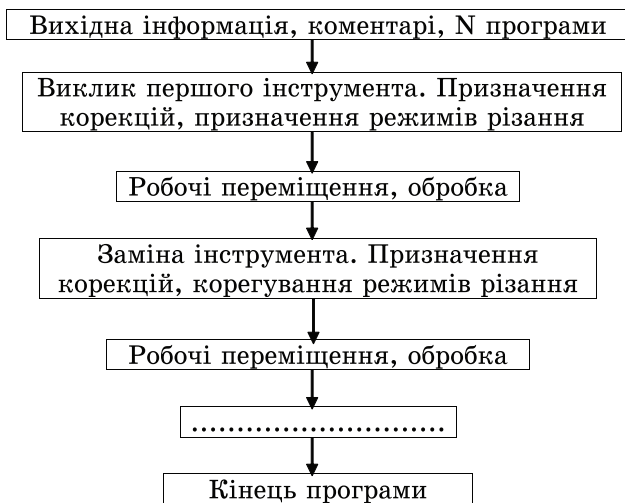 Вихідна інформація, коментарі, N програми
Виклик першого інструмента. Призначення
корекцій, призначення режимів різання
Робочі переміщення, обробка
Заміна інструмента. Призначення
корекцій, корегування режимів різання
Робочі переміщення, обробка
............................
Кінець програми